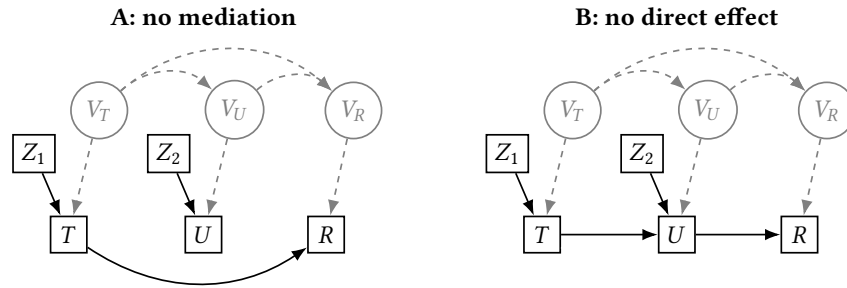 A: no mediation
B: no direct effect
V_T V_U V_R
V_T V_U V_R
Z_1 Z_2
Z_1 Z_2
T U R
T U R